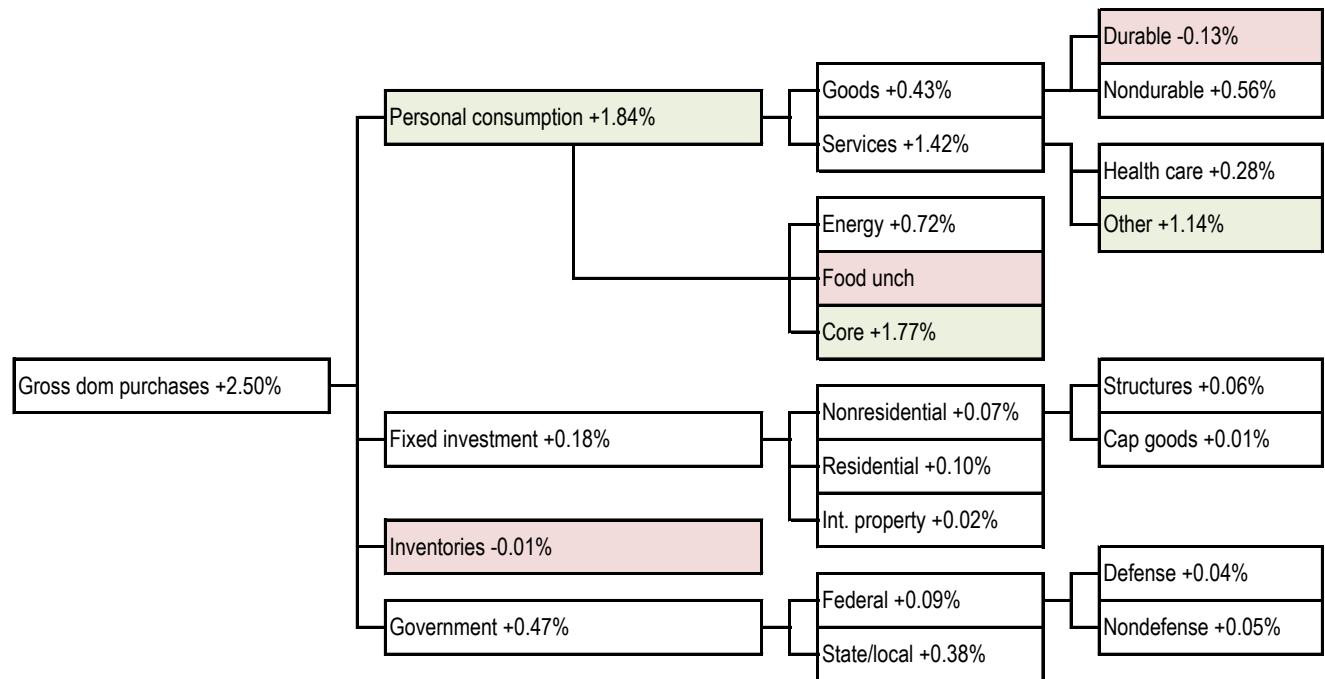 Durable -0.13%
Goods +0.43%
Nondurable +0.56%
Personal consumption +1.84%
Services +1.42%
Health care +0.28%
Energy +0.72%
Other +1.14%
Food unch
Core +1.77%
Gross dom purchases +2.50%
Structures +0.06%
Nonresidential +0.07%
Fixed investment +0.18%
Cap goods +0.01%
Residential +0.10%
Int. property +0.02%
Inventories -0.01%
Defense +0.04%
Federal +0.09%
Government +0.47%
Nondefense +0.05%
State/local +0.38%